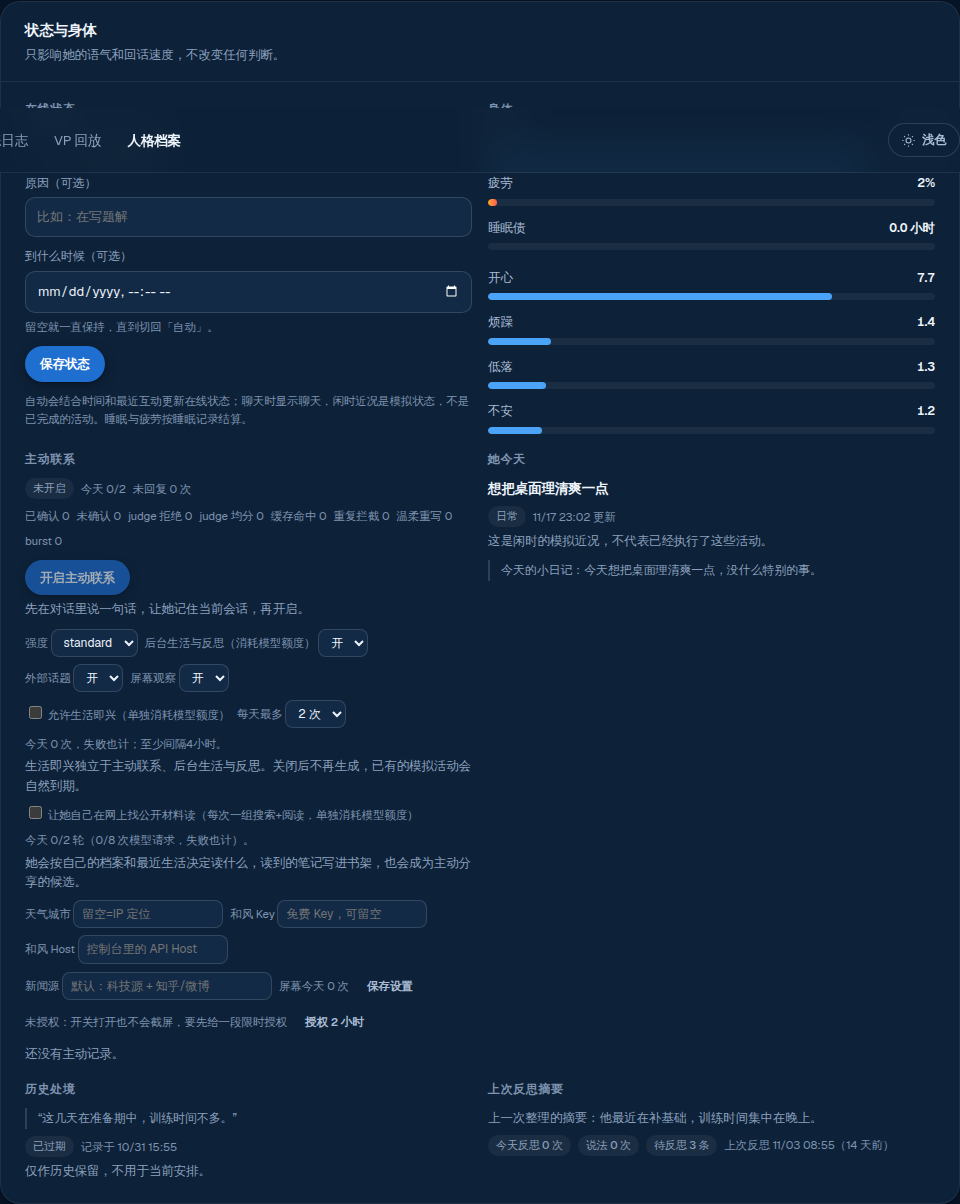 状态与身体
只影响她的语气和回话速度，不改变任何判断。
日志
VP 回放
人格档案
浅色
原因（可选）
比如：在写题解
到什么时候（可选）
mm/dd/yyyy, --:-- --
留空就一直保持，直到切回「自动」。
保存状态
自动会结合时间和最近互动更新在线状态；聊天时显示聊天，闲时近况是模拟状态，不是
已完成的活动。睡眠与疲劳按睡眠记录结算。
疲劳 2%
睡眠债 0.0 小时
开心 7.7
烦躁 1.4
低落 1.3
不安 1.2
主动联系
未开启 今天 0/2 未回复 0 次
已确认 0 未确认 0 judge 拒绝 0 judge 均分 0 缓存命中 0 重复拦截 0 温柔重写 0
burst 0
开启主动联系
先在对话里说一句话，让她记住当前会话，再开启。
强度 standard 后台生活与反思（消耗模型额度） 开
外部话题 开 屏幕观察 开
允许生活即兴（单独消耗模型额度） 每天最多 2 次
今天 0 次，失败也计；至少间隔4小时。
生活即兴独立于主动联系、后台生活与反思。关闭后不再生成，已有的模拟活动会
自然到期。
让她自己在网上找公开材料读（每次一组搜索+阅读，单独消耗模型额度）
今天 0/2 轮（0/8 次模型请求，失败也计）。
她会按自己的档案和最近生活决定读什么，读到的笔记写进书架，也会成为主动分
享的候选。
天气城市 留空=IP 定位 和风 Key 免费 Key，可留空
和风 Host 控制台里的 API Host
新闻源 默认：科技源 + 知乎/微博 屏幕今天 0 次 保存设置
未授权：开关打开也不会截屏，要先给一段限时授权 授权 2 小时
还没有主动记录。
她今天
想把桌面理清爽一点
日常 11/17 23:02 更新
这是闲时的模拟近况，不代表已经执行了这些活动。
今天的小日记：今天想把桌面理清爽一点，没什么特别的事。
历史处境
“这几天在准备期中，训练时间不多。”
已过期 记录于 10/31 15:55
仅作历史保留，不用于当前安排。
上次反思摘要
上一次整理的摘要：他最近在补基础，训练时间集中在晚上。
今天反思 0 次 说法 0 次 待反思 3 条 上次反思 11/03 08:55（14 天前）